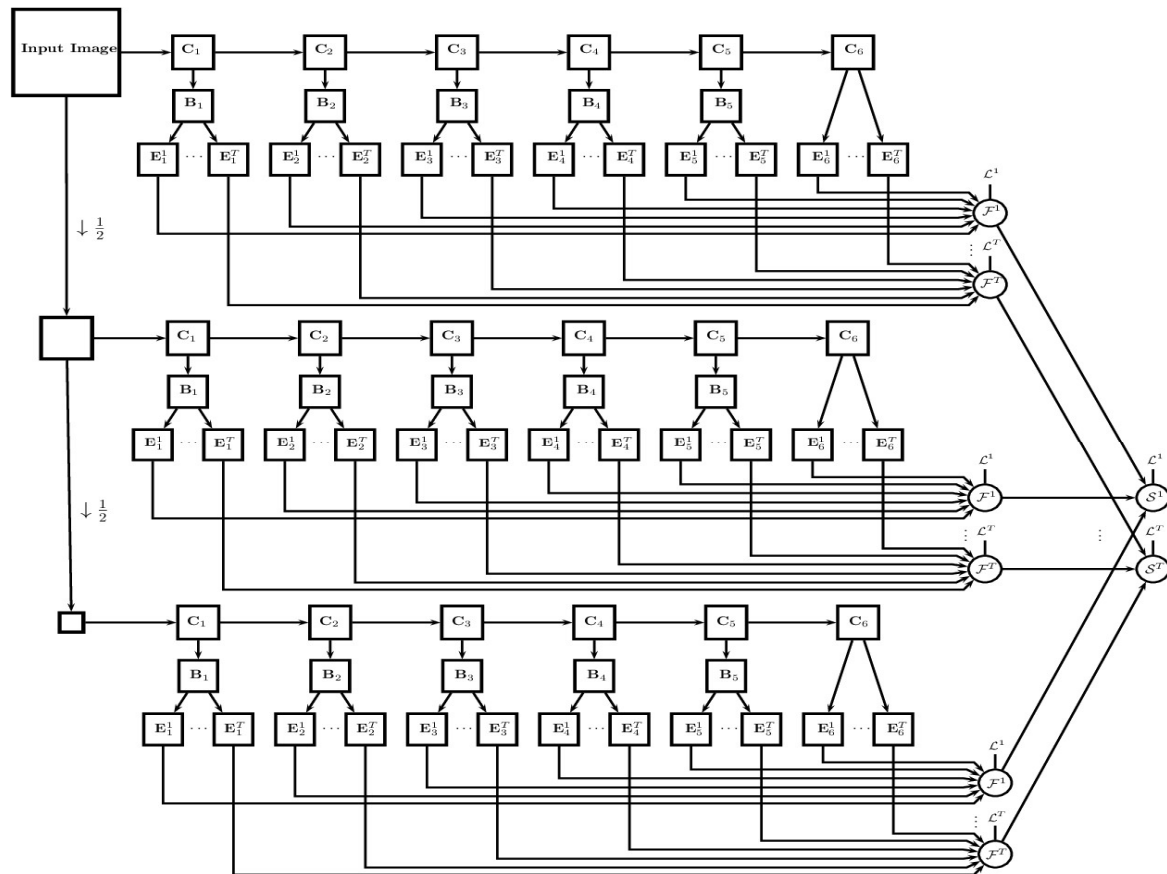 Input Image C₁ C₂ C₃ C₄ C₅ C₆
B₁ B₂ B₃ B₄ B₅
E₁¹ ··· E₁ᵀ E₂¹ ··· E₂ᵀ E₃¹ ··· E₃ᵀ E₄¹ ··· E₄ᵀ E₅¹ ··· E₅ᵀ E₆¹ ··· E₆ᵀ
ℒ¹
ℱ¹
↓ 1/2
⋮ ℒᵀ
ℱᵀ
C₁ C₂ C₃ C₄ C₅ C₆
B₁ B₂ B₃ B₄ B₅
E₁¹ ··· E₁ᵀ E₂¹ ··· E₂ᵀ E₃¹ ··· E₃ᵀ E₄¹ ··· E₄ᵀ E₅¹ ··· E₅ᵀ E₆¹ ··· E₆ᵀ
ℒ¹ ℒ¹
ℱ¹ 𝒮¹
↓ 1/2
⋮ ℒᵀ ⋮ ℒᵀ
ℱᵀ 𝒮ᵀ
C₁ C₂ C₃ C₄ C₅ C₆
B₁ B₂ B₃ B₄ B₅
E₁¹ ··· E₁ᵀ E₂¹ ··· E₂ᵀ E₃¹ ··· E₃ᵀ E₄¹ ··· E₄ᵀ E₅¹ ··· E₅ᵀ E₆¹ ··· E₆ᵀ
ℒ¹
ℱ¹
⋮ ℒᵀ
ℱᵀ